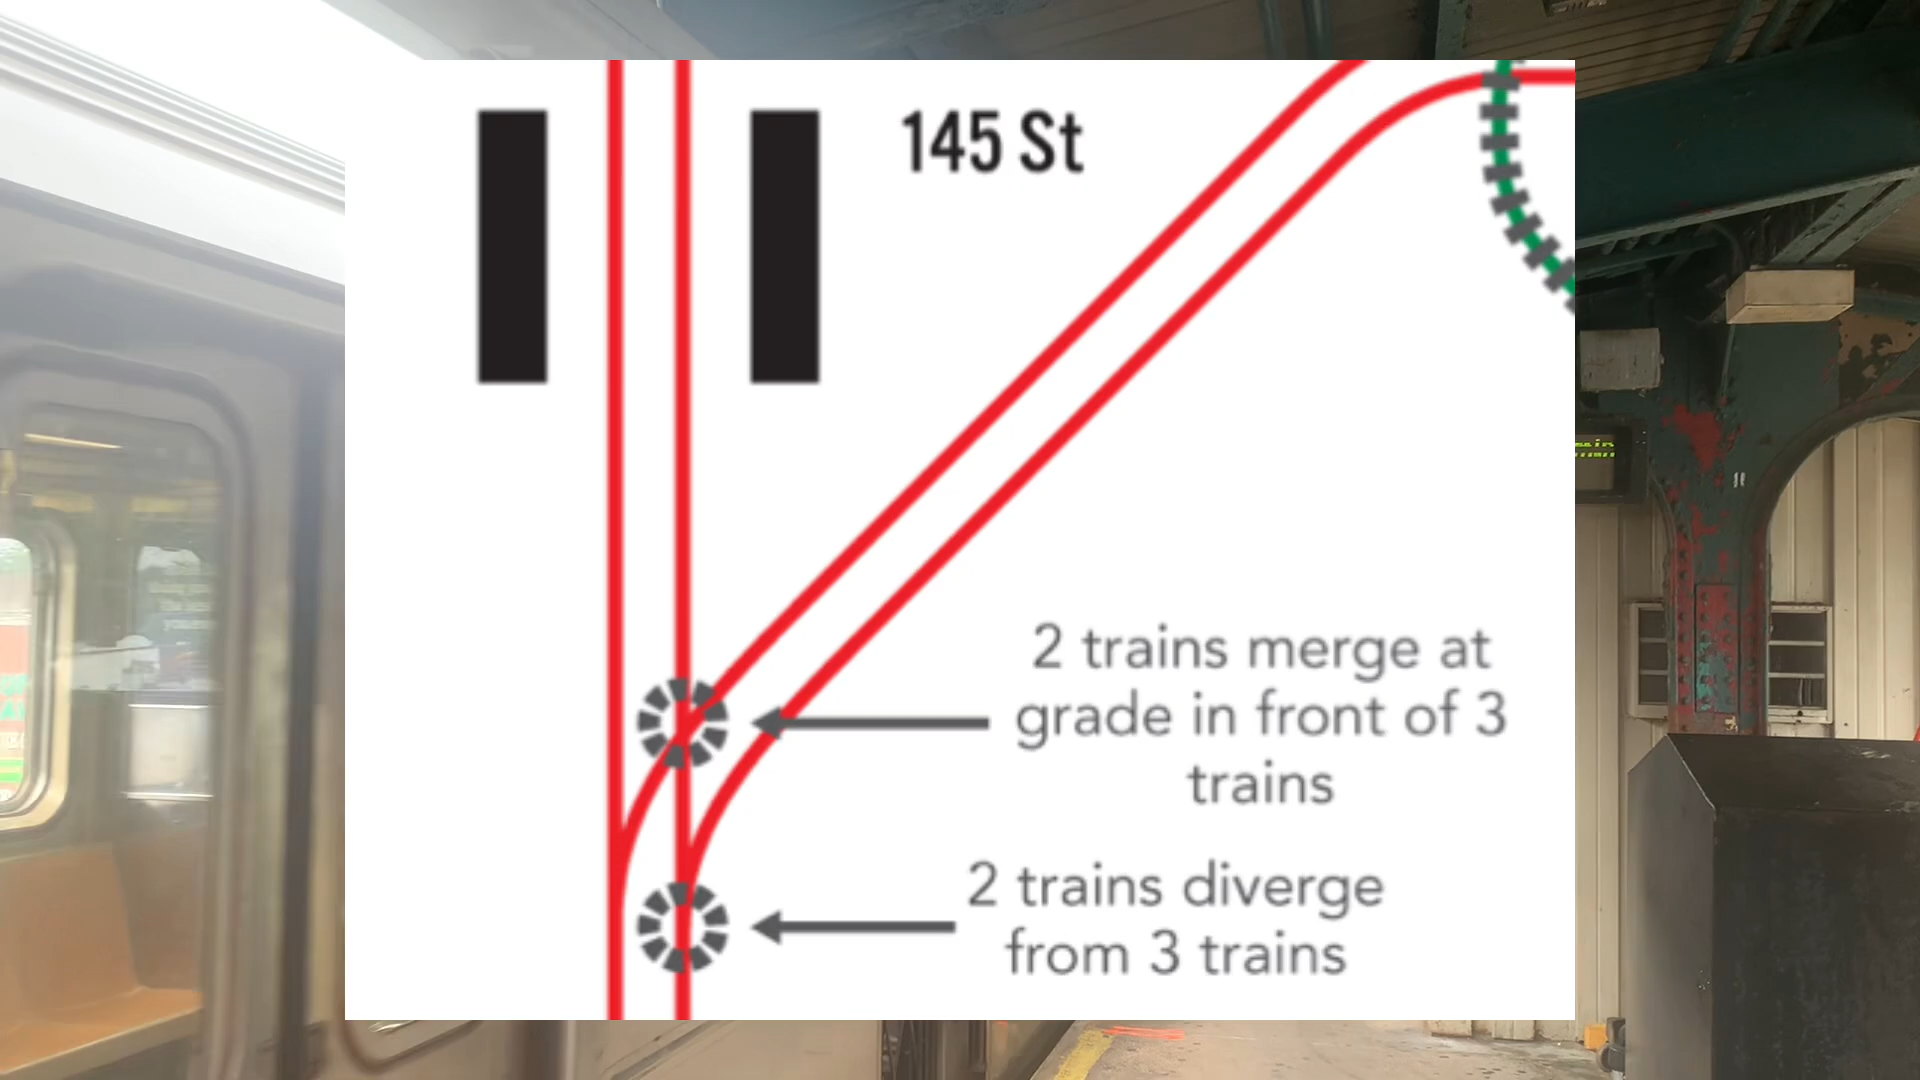 145 St
2 trains merge at
grade in front of 3
trains
2 trains diverge
from 3 trains